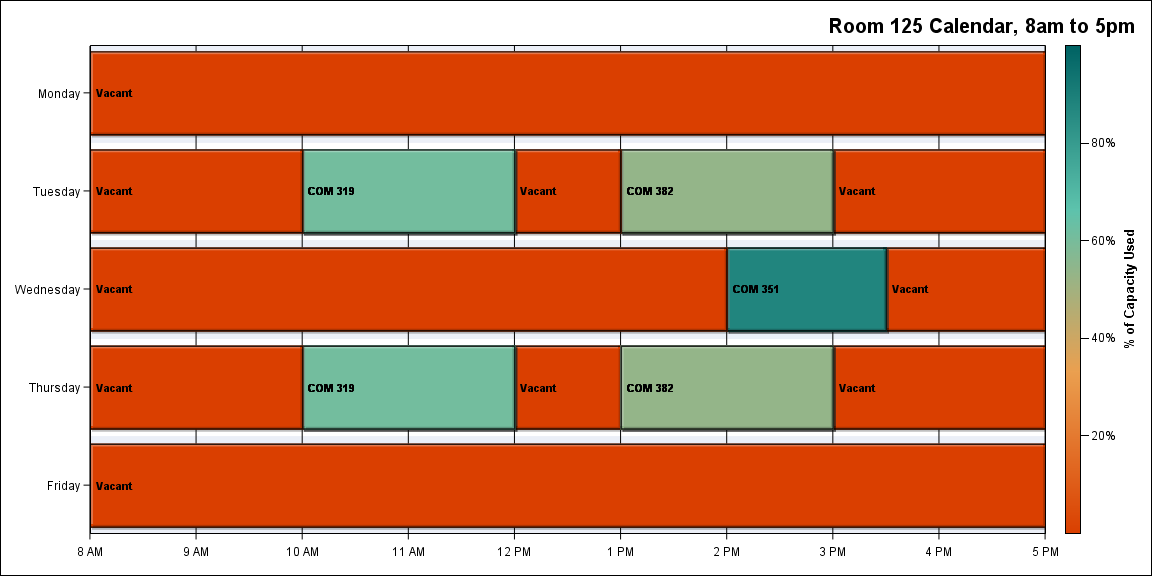 Room 125 Calendar, 8am to 5pm
Monday
Vacant
Tuesday
Vacant
COM 319
Vacant
COM 382
Vacant
Wednesday
Vacant
COM 351
Vacant
Thursday
Vacant
COM 319
Vacant
COM 382
Vacant
Friday
Vacant
8 AM
9 AM
10 AM
11 AM
12 PM
1 PM
2 PM
3 PM
4 PM
5 PM
80%
60%
40%
20%
% of Capacity Used